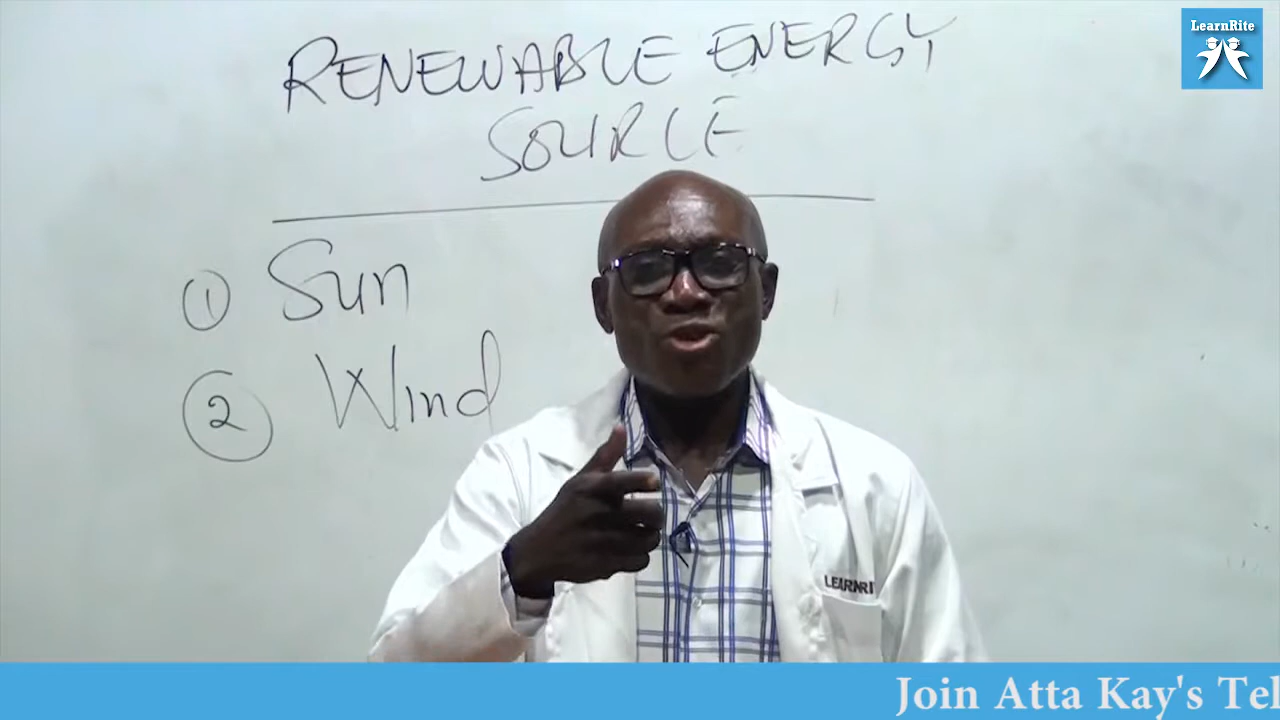 RENEWABLE ENERGY
SOURCE
① Sun
② Wind
LearnRite
LEARNRI
Join Atta Kay's Tel